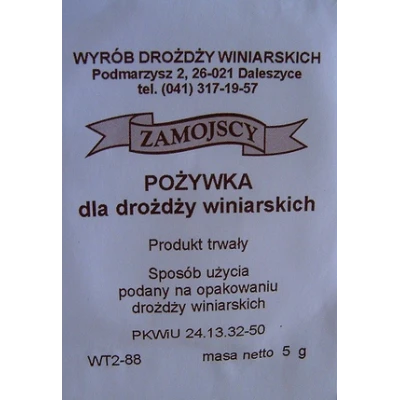 WYRÓB DROŻDŻY WINIARSKICH
Podmarzysz 2, 26-021 Daleszyce
tel. (041) 317-19-57
ZAMOJSCY
POŻYWKA
dla drożdży winiarskich
Produkt trwały
Sposób użycia
podany na opakowaniu
drożdży winiarskich
PKWiU 24.13.32-50
WT2-88 masa netto 5 g